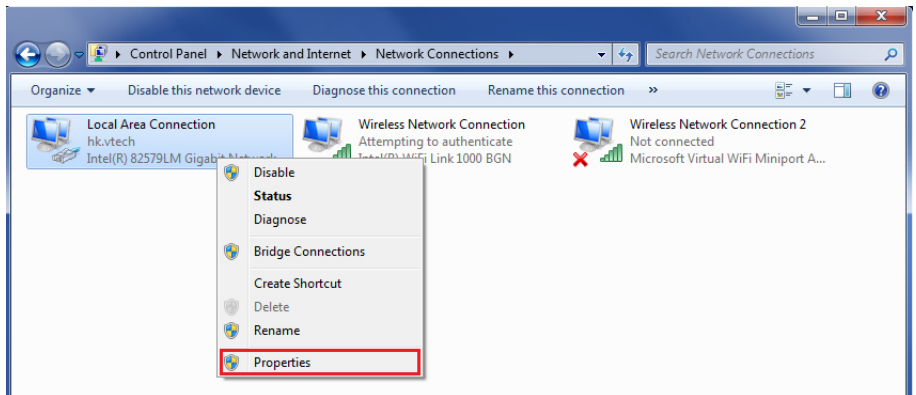 Control Panel Network and Internet Network Connections Search Network Connections
Organize Disable this network device Diagnose this connection Rename this connection »
Local Area Connection
hk.vtech
Intel(R) 82579LM Gigabit Network
Wireless Network Connection
Attempting to authenticate
Intel(R) WiFi Link 1000 BGN
Wireless Network Connection 2
Not connected
Microsoft Virtual WiFi Miniport A...
Disable
Status
Diagnose
Bridge Connections
Create Shortcut
Delete
Rename
Properties